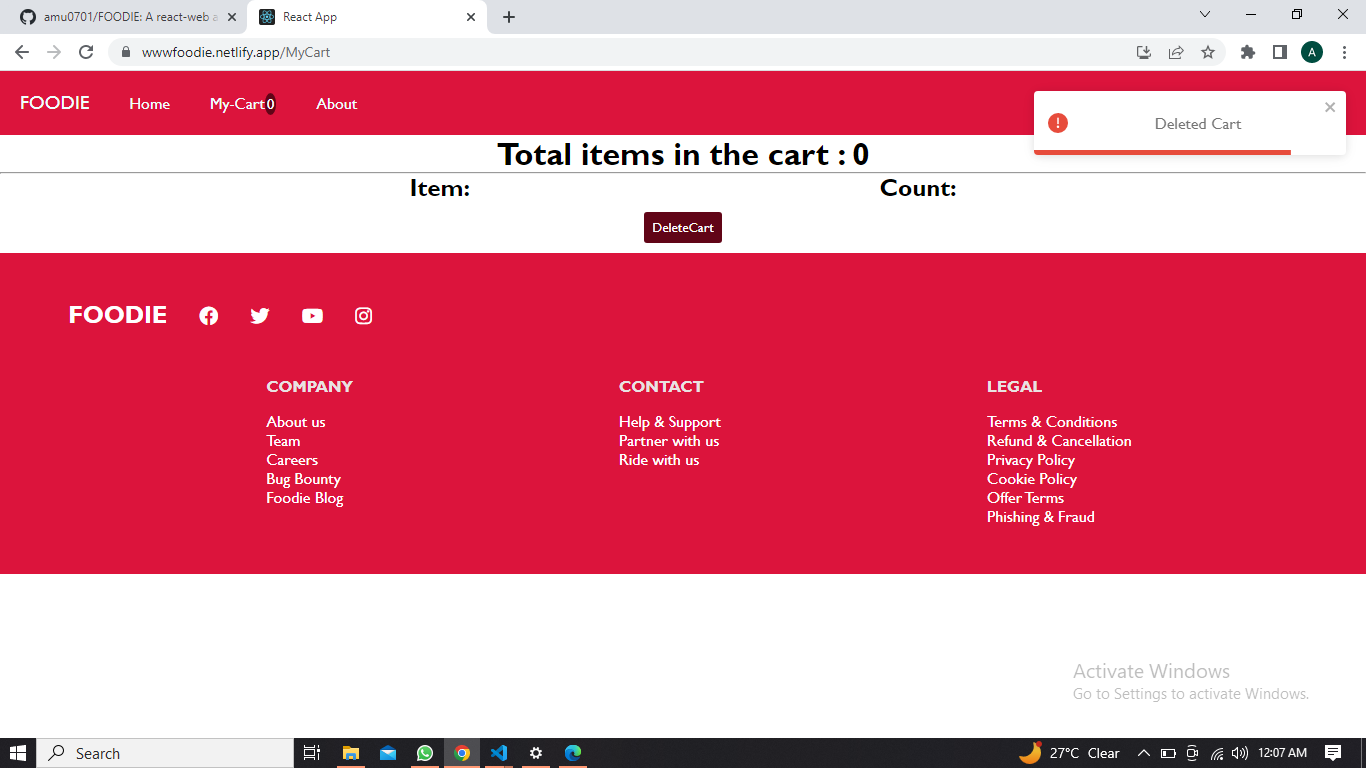 amu0701/FOODIE: A react-web a
React App
wwwfoodie.netlify.app/MyCart
A
FOODIE Home My-Cart 0 About
Deleted Cart
Total items in the cart : 0
Item: Count:
DeleteCart
FOODIE
COMPANY
About us
Team
Careers
Bug Bounty
Foodie Blog
CONTACT
Help & Support
Partner with us
Ride with us
LEGAL
Terms & Conditions
Refund & Cancellation
Privacy Policy
Cookie Policy
Offer Terms
Phishing & Fraud
Activate Windows
Go to Settings to activate Windows.
Search
27°C Clear
12:07 AM